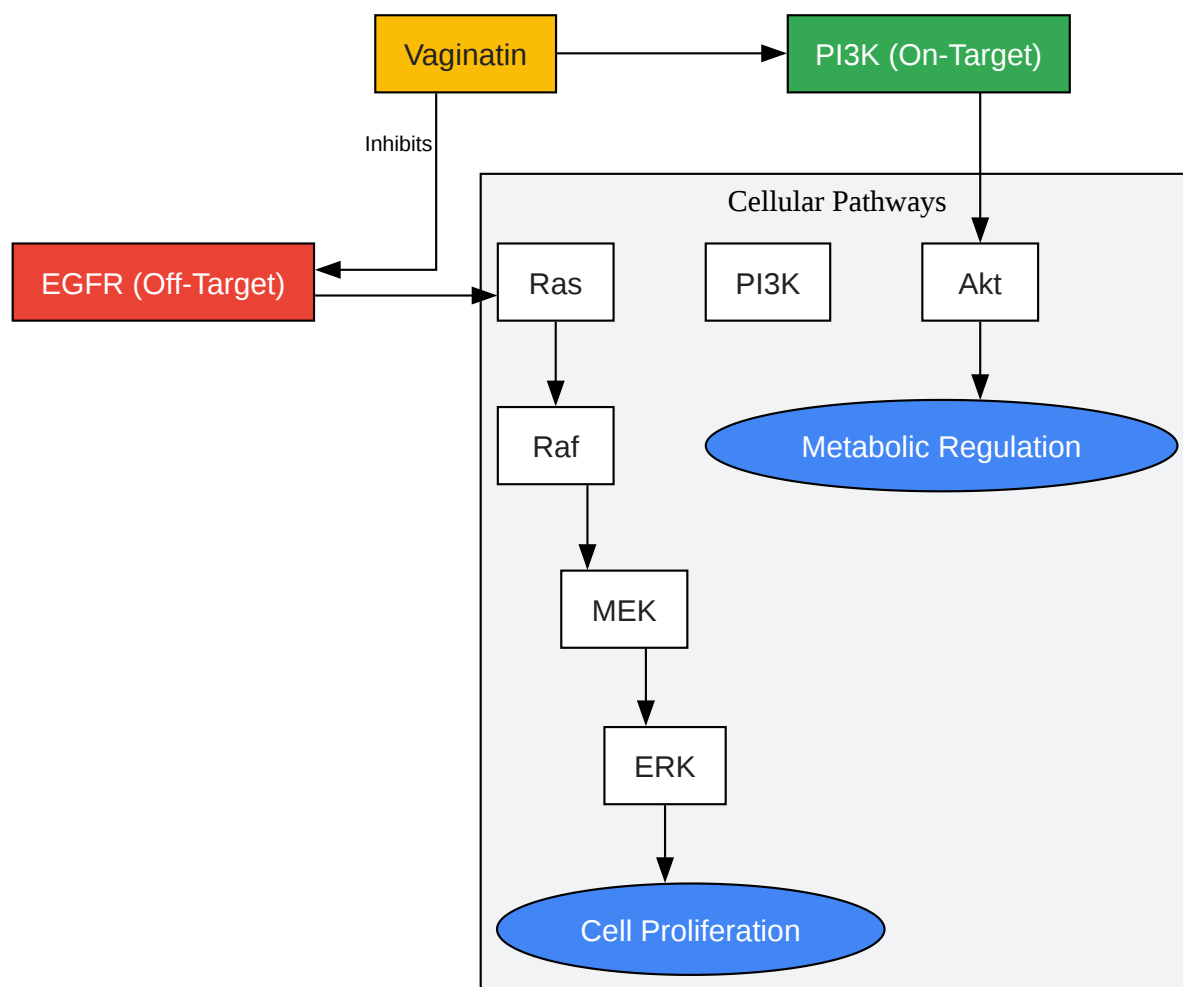 Vaginatin
PI3K (On-Target)
Inhibits
Cellular Pathways
EGFR (Off-Target)
Ras
PI3K
Akt
Raf
Metabolic Regulation
MEK
ERK
Cell Proliferation